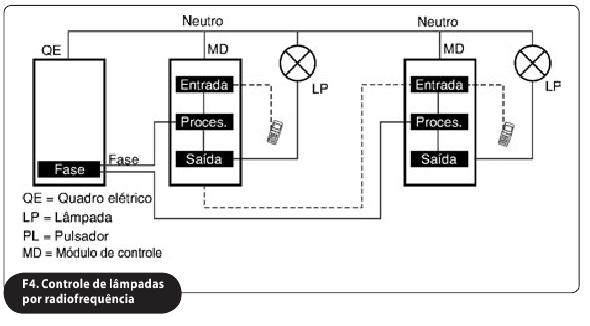 Neutro
Neutro
QE
MD
MD
LP
LP
Entrada
Proces.
Saída
Entrada
Proces.
Saída
Fase
Fase
QE = Quadro elétrico
LP = Lâmpada
PL = Pulsador
MD = Módulo de controle
F4. Controle de lâmpadas
por radiofrequência